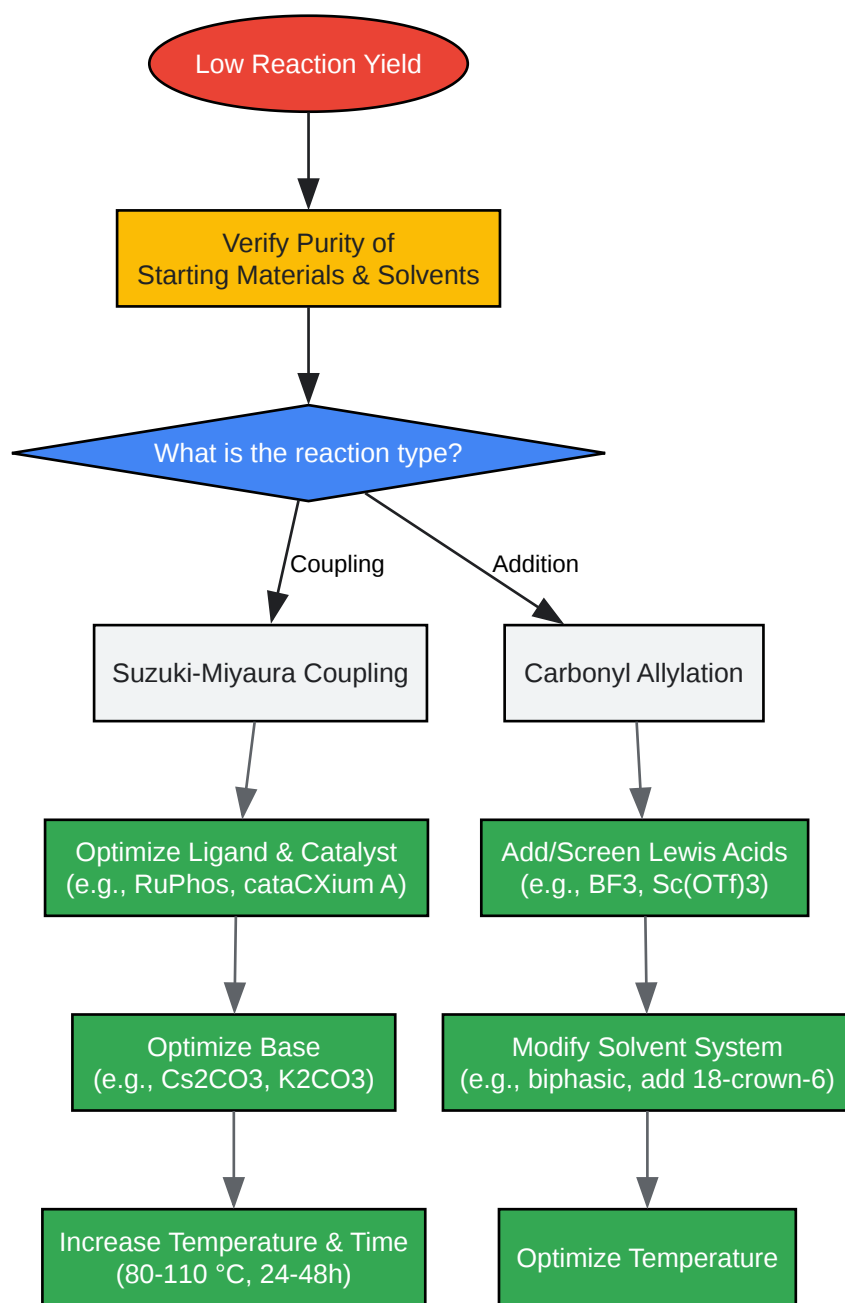 Low Reaction Yield
Verify Purity of
Starting Materials & Solvents
What is the reaction type?
Coupling
Addition
Suzuki-Miyaura Coupling
Carbonyl Allylation
Optimize Ligand & Catalyst
(e.g., RuPhos, cataCXium A)
Add/Screen Lewis Acids
(e.g., BF3, Sc(OTf)3)
Optimize Base
(e.g., Cs2CO3, K2CO3)
Modify Solvent System
(e.g., biphasic, add 18-crown-6)
Increase Temperature & Time
(80-110 °C, 24-48h)
Optimize Temperature